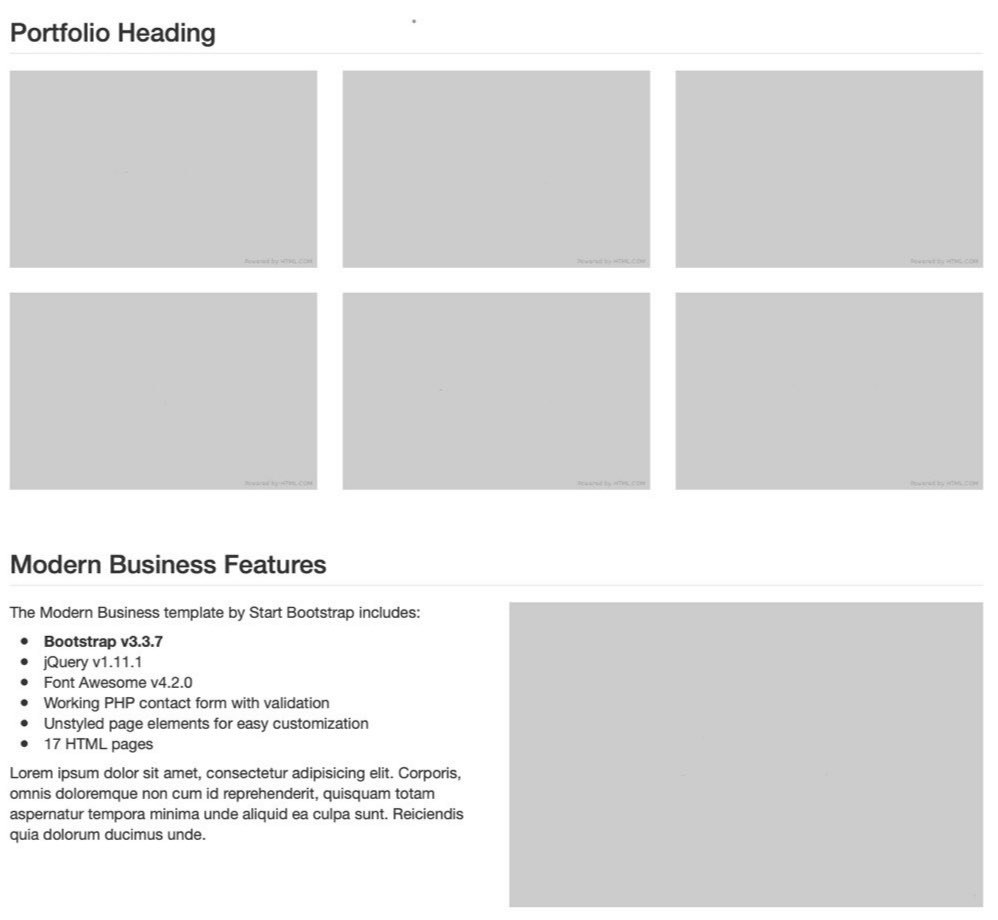 Portfolio Heading
Powered by HTML.COM
Powered by HTML.COM
Powered by HTML.COM
Powered by HTML.COM
Powered by HTML.COM
Powered by HTML.COM
Modern Business Features
The Modern Business template by Start Bootstrap includes:
Bootstrap v3.3.7
jQuery v1.11.1
Font Awesome v4.2.0
Working PHP contact form with validation
Unstyled page elements for easy customization
17 HTML pages
Lorem ipsum dolor sit amet, consectetur adipisicing elit. Corporis,
omnis doloremque non cum id reprehenderit, quisquam totam
aspernatur tempora minima unde aliquid ea culpa sunt. Reiciendis
quia dolorum ducimus unde.